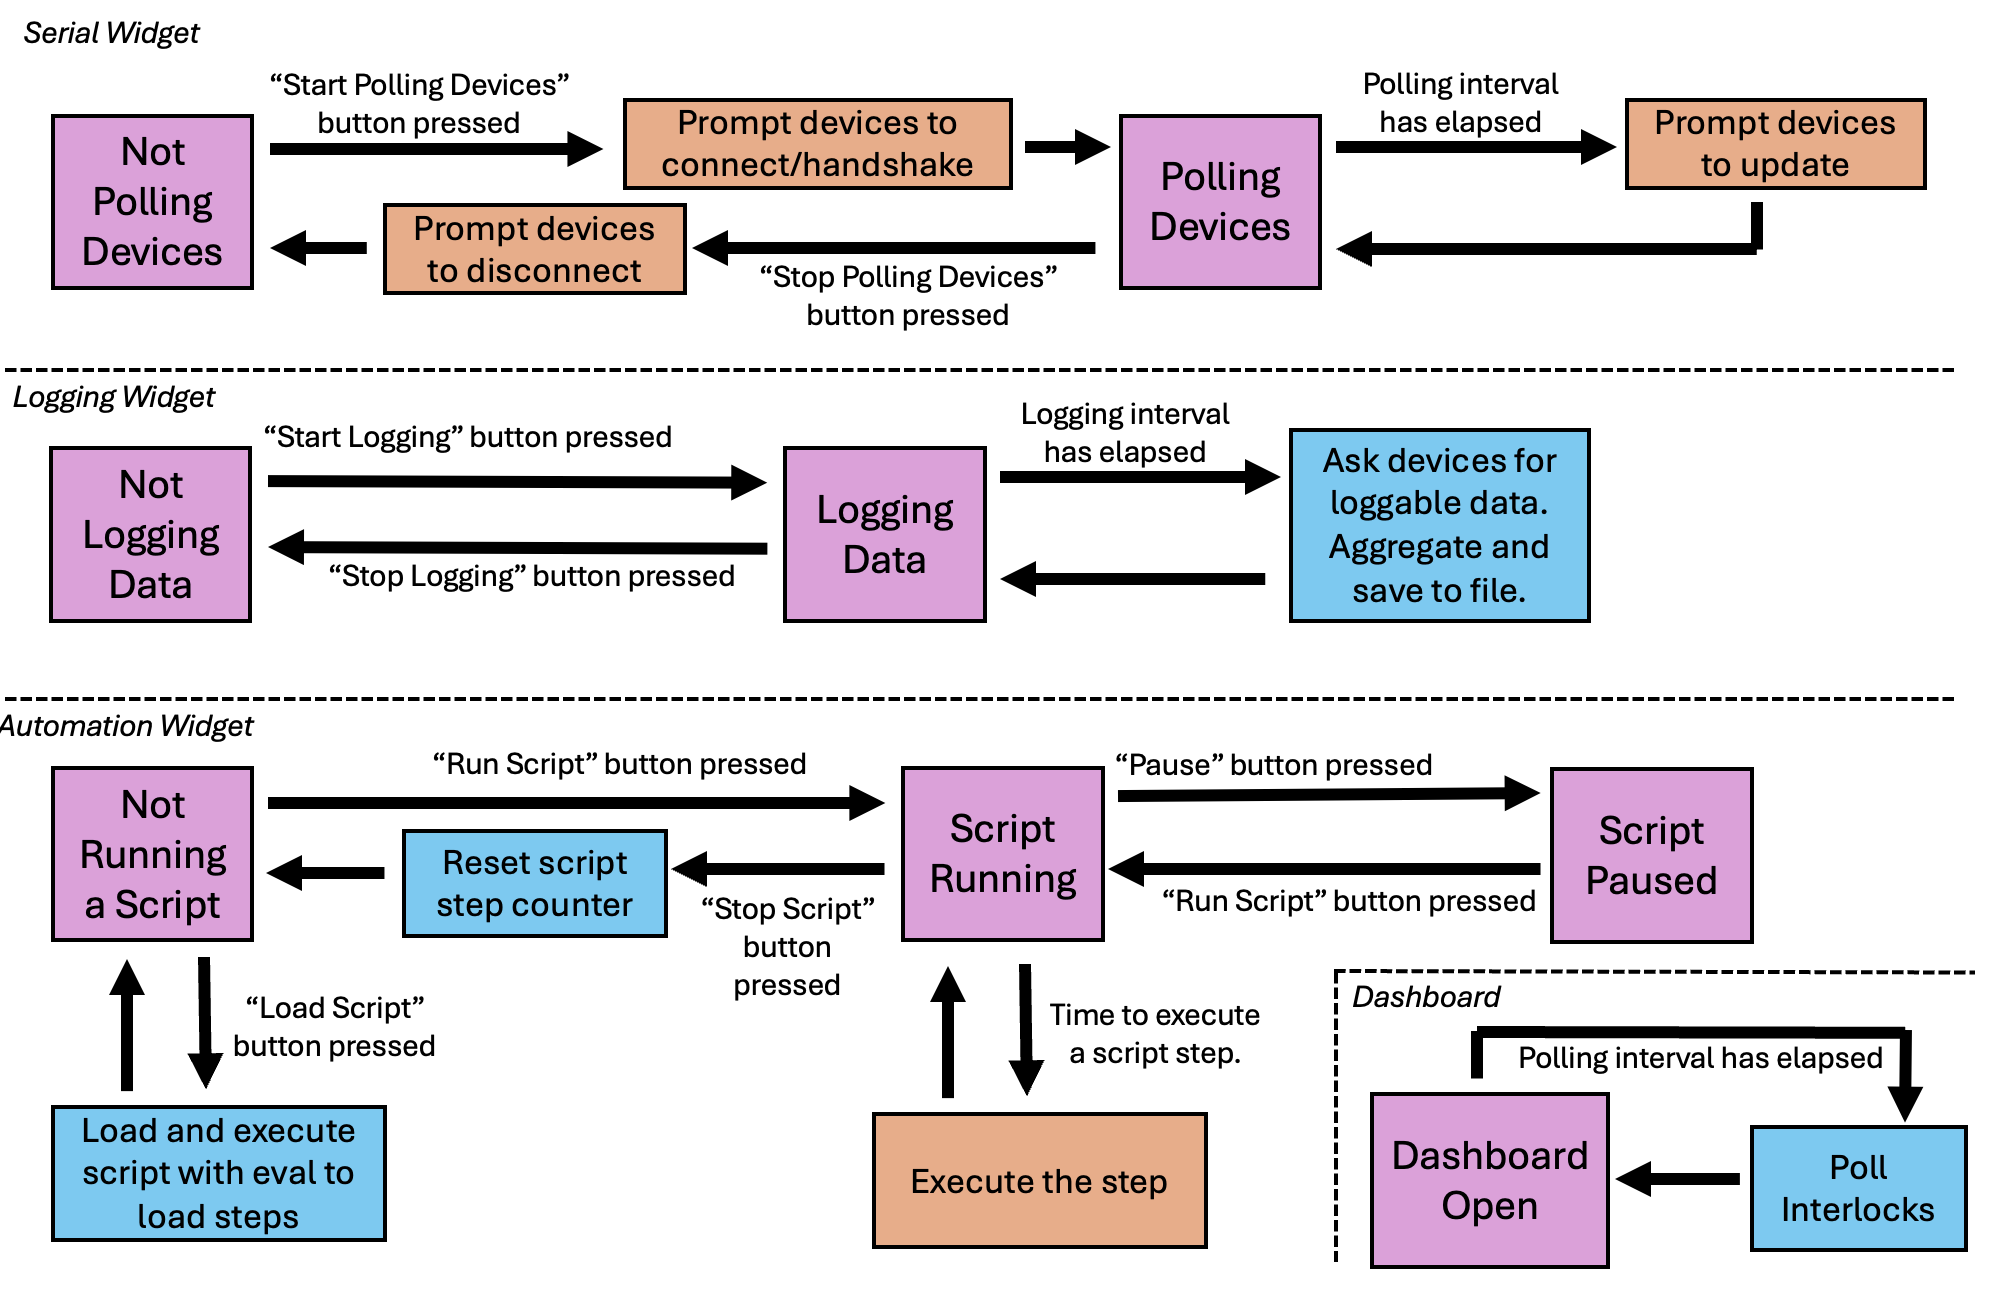 Serial Widget
“Start Polling Devices”
button pressed
Polling interval
has elapsed
Not
Polling
Devices
Prompt devices to
connect/handshake
Polling
Devices
Prompt devices
to update
Prompt devices
to disconnect
“Stop Polling Devices”
button pressed
Logging Widget
“Start Logging” button pressed
Logging interval
has elapsed
Not
Logging
Data
Logging
Data
Ask devices for
loggable data.
Aggregate and
save to file.
“Stop Logging” button pressed
Automation Widget
“Run Script” button pressed
“Pause” button pressed
Not
Running
a Script
Reset script
step counter
“Stop Script”
button
pressed
Script
Running
Script
Paused
“Run Script” button pressed
“Load Script”
button pressed
Time to execute
a script step.
Load and execute
script with eval to
load steps
Execute the step
Dashboard
Polling interval has elapsed
Dashboard
Open
Poll
Interlocks